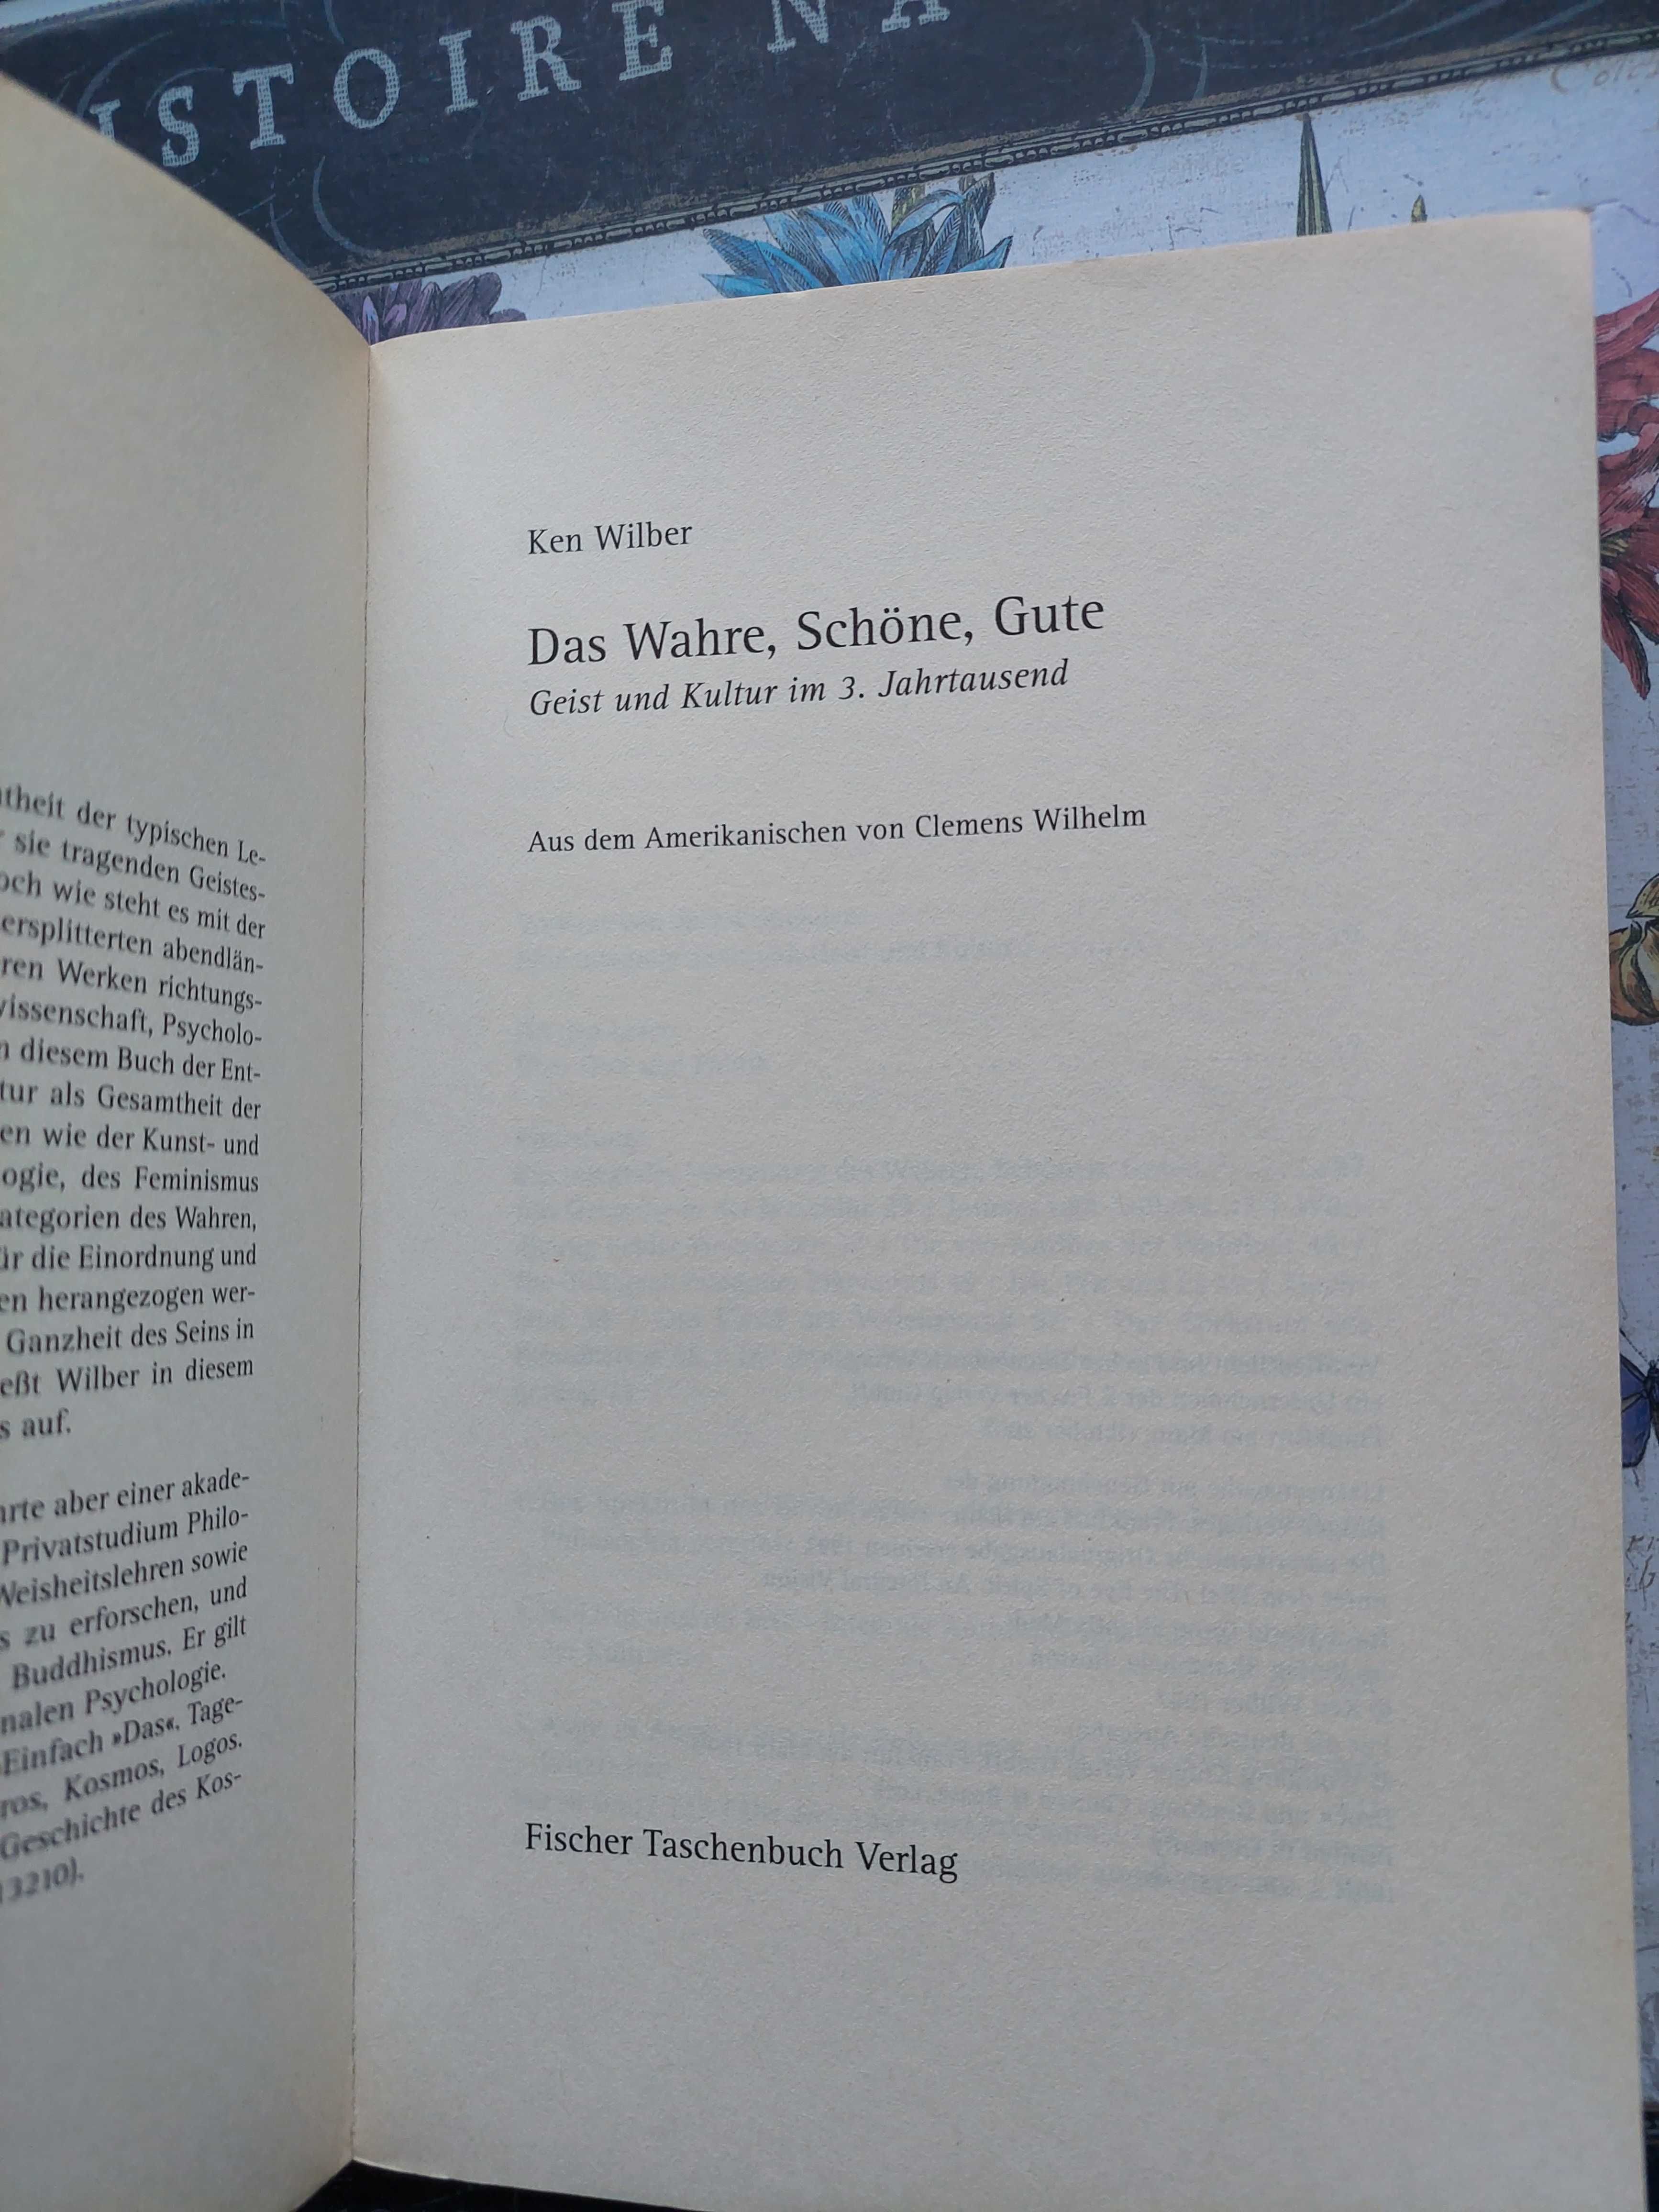 ISTOIRE NA
theit der typischen Le-
sie tragenden Geistes-
och wie steht es mit der
ersplitterten abendlän-
ren Werken richtungs-
issenschaft, Psycholo-
n diesem Buch der Ent-
tur als Gesamtheit der
en wie der Kunst- und
ogie, des Feminismus
ategorien des Wahren,
ür die Einordnung und
en herangezogen wer-
Ganzheit des Seins in
eßt Wilber in diesem
s auf.
rte aber einer akade-
Privatstudium Philo-
Weisheitslehren sowie
s zu erforschen, und
Buddhismus. Er gilt
nalen Psychologie.
Einfach »Das«. Tage-
ros, Kosmos, Logos.
Geschichte des Kos-
13210).
Ken Wilber
Das Wahre, Schöne, Gute
Geist und Kultur im 3. Jahrtausend
Aus dem Amerikanischen von Clemens Wilhelm
Fischer Taschenbuch Verlag